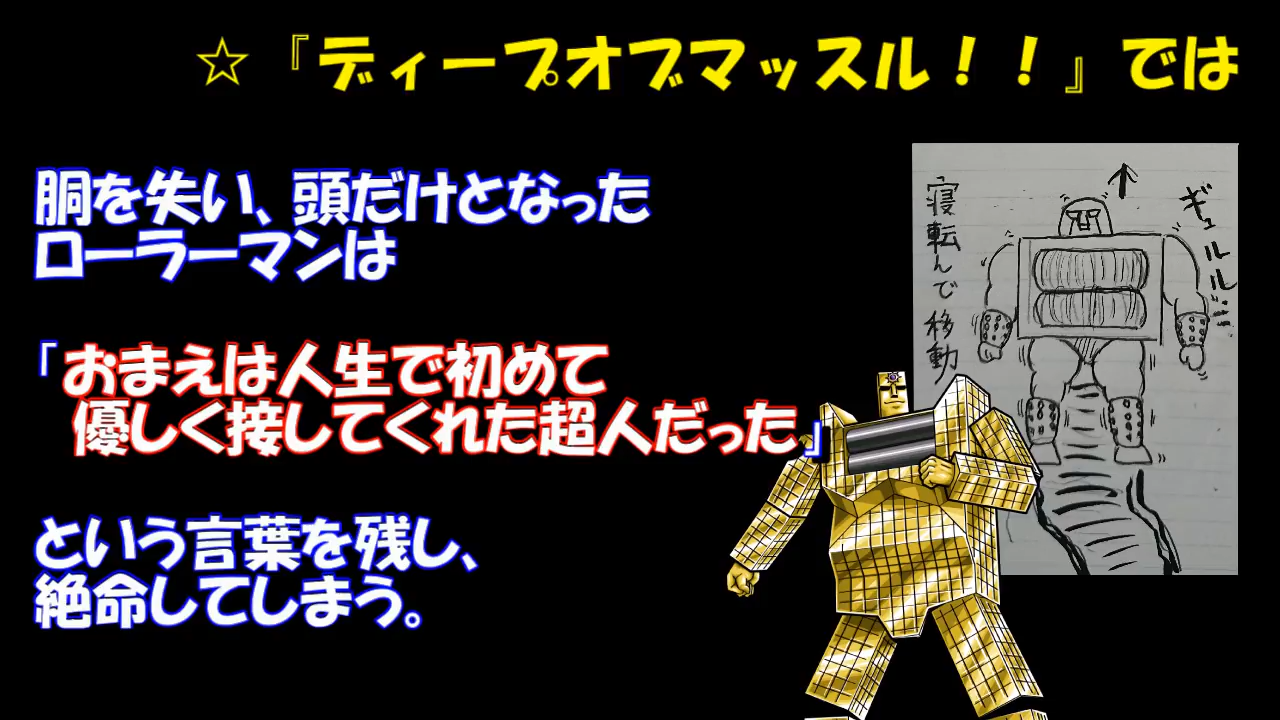 ☆『ディープオブマッスル！！』では
胴を失い、頭だけとなった
ローラーマンは
「おまえは人生で初めて
優しく接してくれた超人だった」
という言葉を残し、
絶命してしまう。
寝転んで移動
ギュルルル…